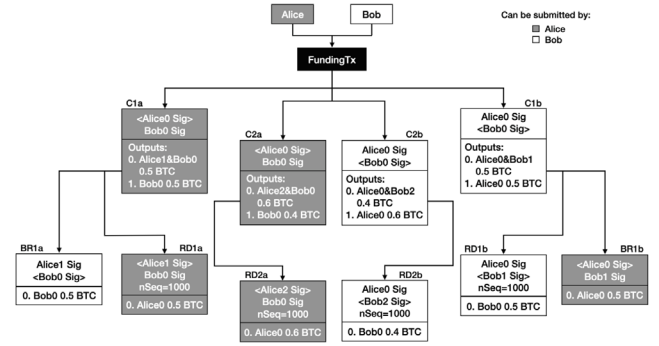 Alice
Bob
Can be submitted by:
Alice
Bob
FundingTx
C1a
<Alice0 Sig>
Bob0 Sig
Outputs:
0. Alice1&Bob0
0.5 BTC
1. Bob0 0.5 BTC
C2a
<Alice0 Sig>
Bob0 Sig
Outputs:
0. Alice2&Bob0
0.6 BTC
1. Bob0 0.4 BTC
C2b
Alice0 Sig
<Bob0 Sig>
Outputs:
0. Alice0&Bob2
0.4 BTC
1. Alice0 0.6 BTC
C1b
Alice0 Sig
<Bob0 Sig>
Outputs:
0. Alice0&Bob1
0.5 BTC
1. Alice0 0.5 BTC
BR1a
Alice1 Sig
<Bob0 Sig>
0. Bob0 0.5 BTC
RD1a
<Alice1 Sig>
Bob0 Sig
nSeq=1000
0. Alice0 0.5 BTC
RD2a
<Alice2 Sig>
Bob0 Sig
nSeq=1000
0. Alice0 0.6 BTC
RD2b
Alice0 Sig
<Bob2 Sig>
nSeq=1000
0. Bob0 0.4 BTC
RD1b
Alice0 Sig
<Bob1 Sig>
nSeq=1000
0. Bob0 0.5 BTC
BR1b
<Alice0 Sig>
Bob1 Sig
0. Alice0 0.5 BTC